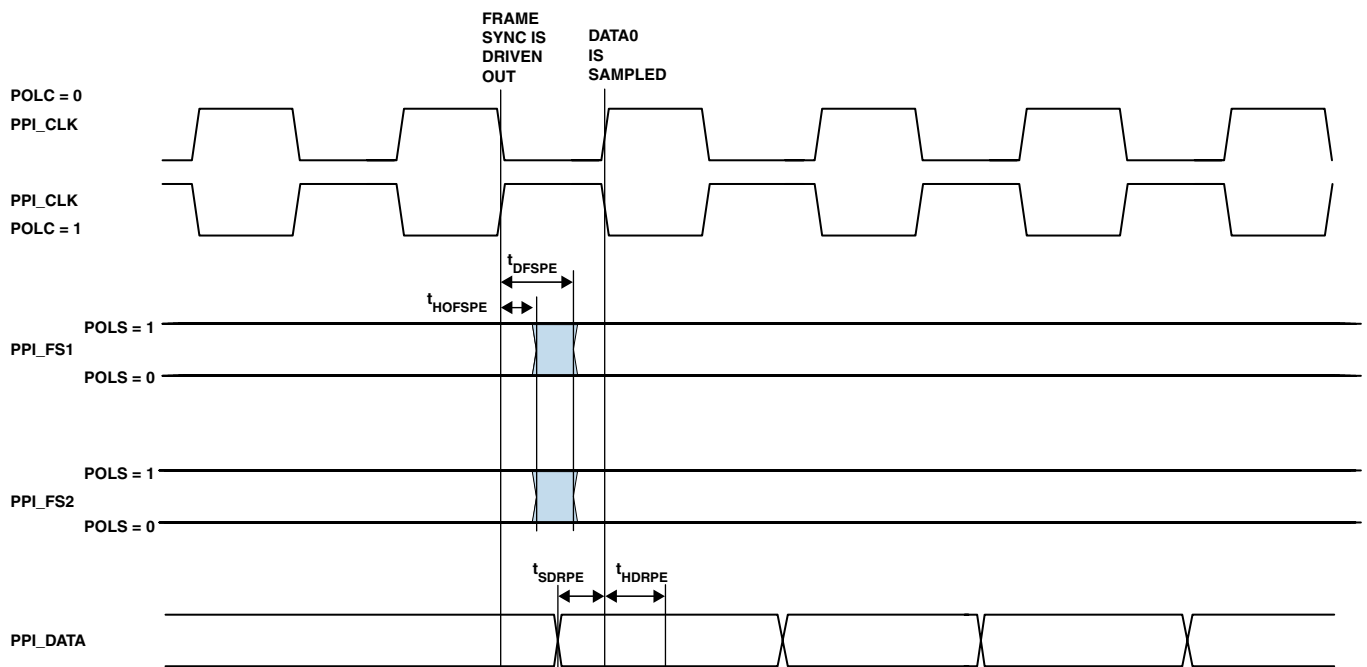 FRAME
SYNC IS
DRIVEN
OUT
DATA0
IS
SAMPLED
POLC = 0
PPI_CLK
PPI_CLK
POLC = 1
tDFSPE
tHOFSPE
POLS = 1
PPI_FS1
POLS = 0
POLS = 1
PPI_FS2
POLS = 0
tSDRPE
tHDRPE
PPI_DATA